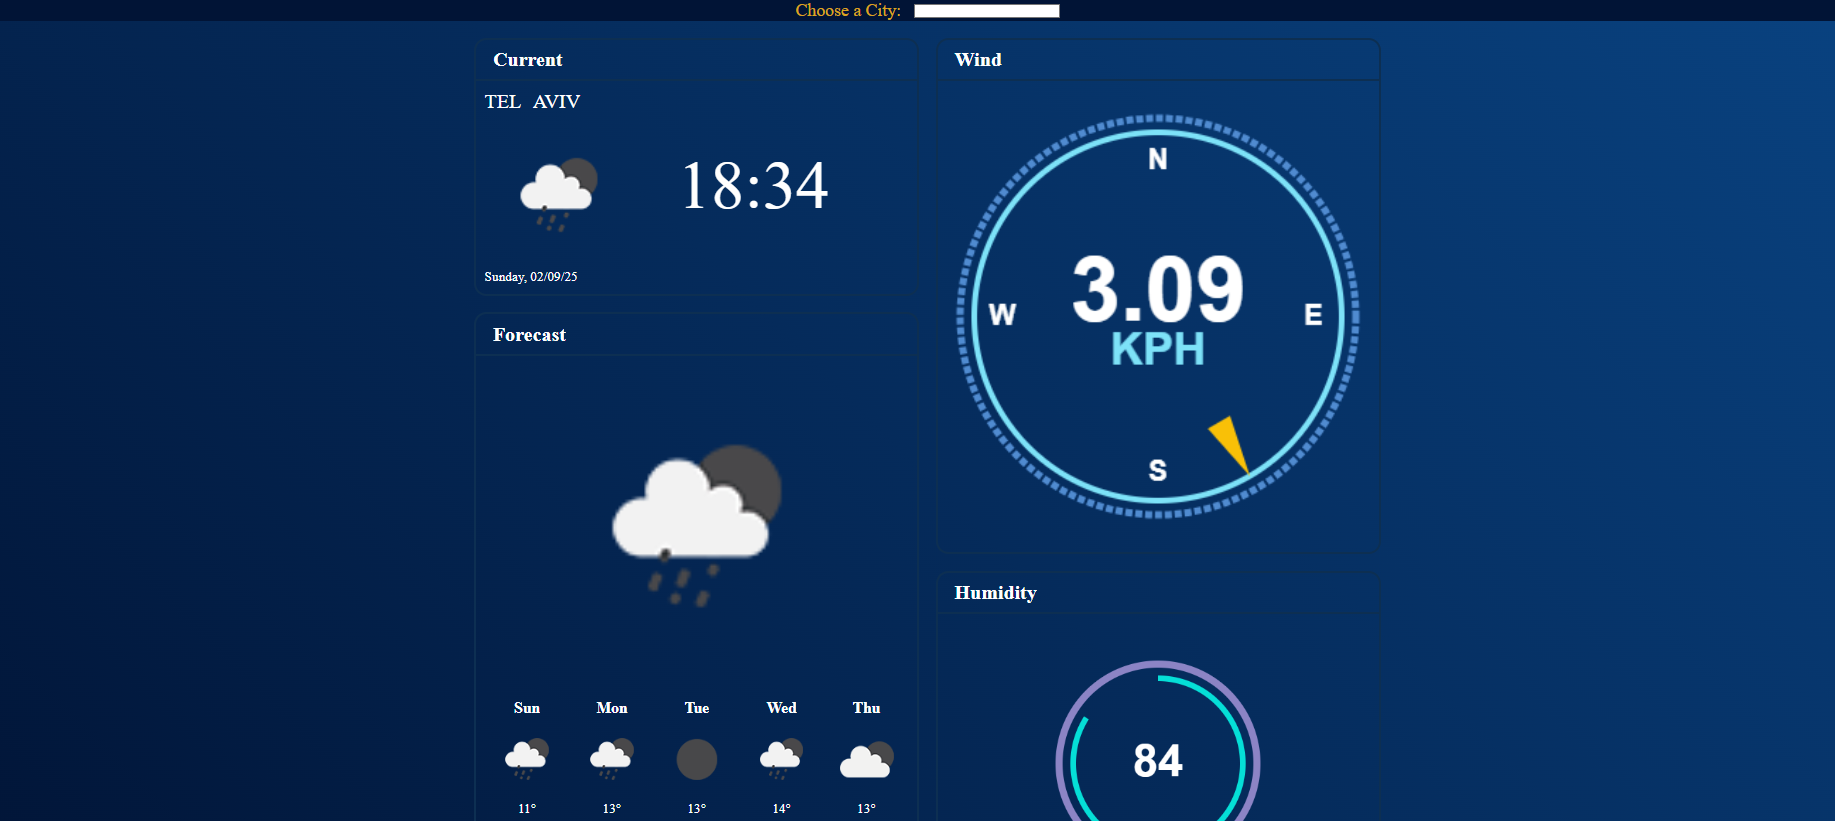 Choose a City:
Current
TEL AVIV
18:34
Sunday, 02/09/25
Forecast
Sun Mon Tue Wed Thu
11° 13° 13° 14° 13°
Wind
N
3.09
W E
KPH
S
Humidity
84